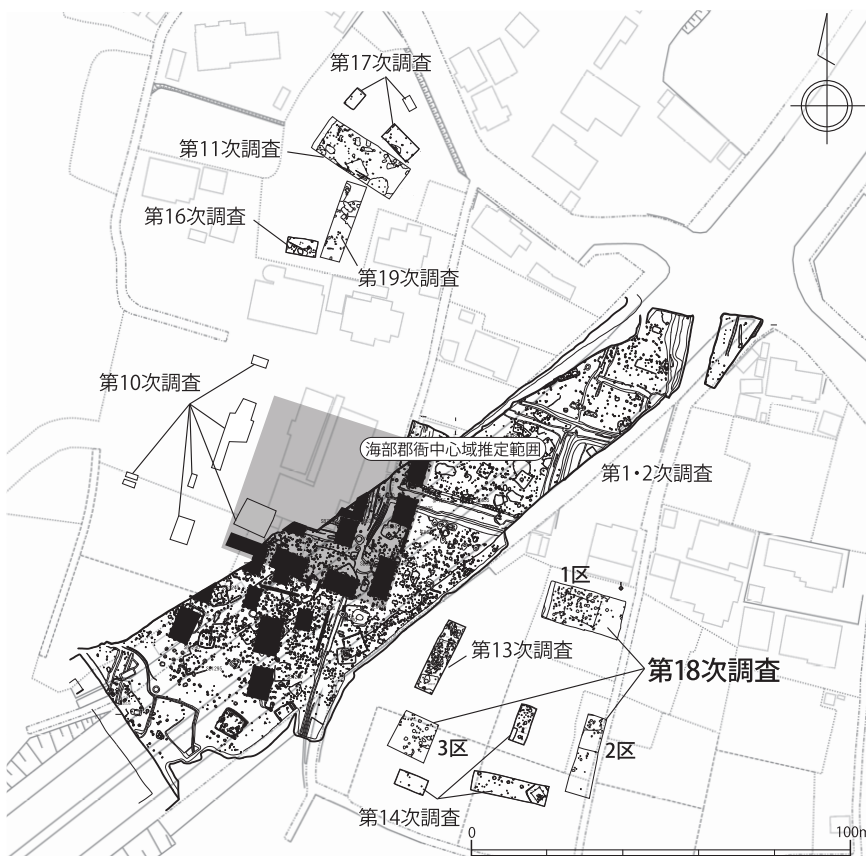 第17次調査
第11次調査
第16次調査
第19次調査
第10次調査
海部郡衙中心域推定範囲
第1・2次調査
1区
第13次調査
第18次調査
3区
2区
第14次調査
0
100m